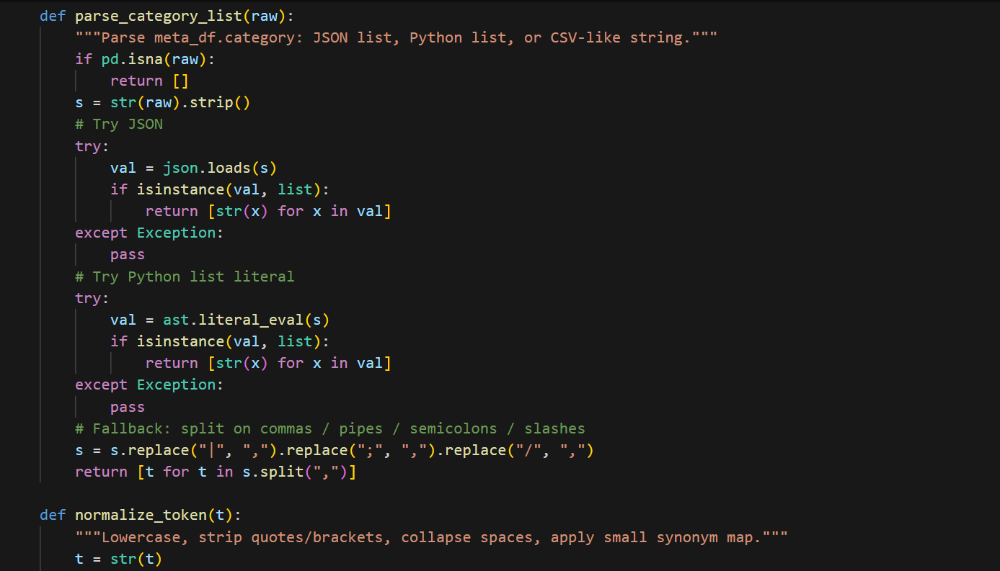 def parse_category_list(raw):
    """Parse meta_df.category: JSON list, Python list, or CSV-like string."""
    if pd.isna(raw):
        return []
    s = str(raw).strip()
    # Try JSON
    try:
        val = json.loads(s)
        if isinstance(val, list):
            return [str(x) for x in val]
    except Exception:
        pass
    # Try Python list literal
    try:
        val = ast.literal_eval(s)
        if isinstance(val, list):
            return [str(x) for x in val]
    except Exception:
        pass
    # Fallback: split on commas / pipes / semicolons / slashes
    s = s.replace("|", ",").replace(";", ",").replace("/", ",")
    return [t for t in s.split(",")]

def normalize_token(t):
    """Lowercase, strip quotes/brackets, collapse spaces, apply small synonym map."""
    t = str(t)